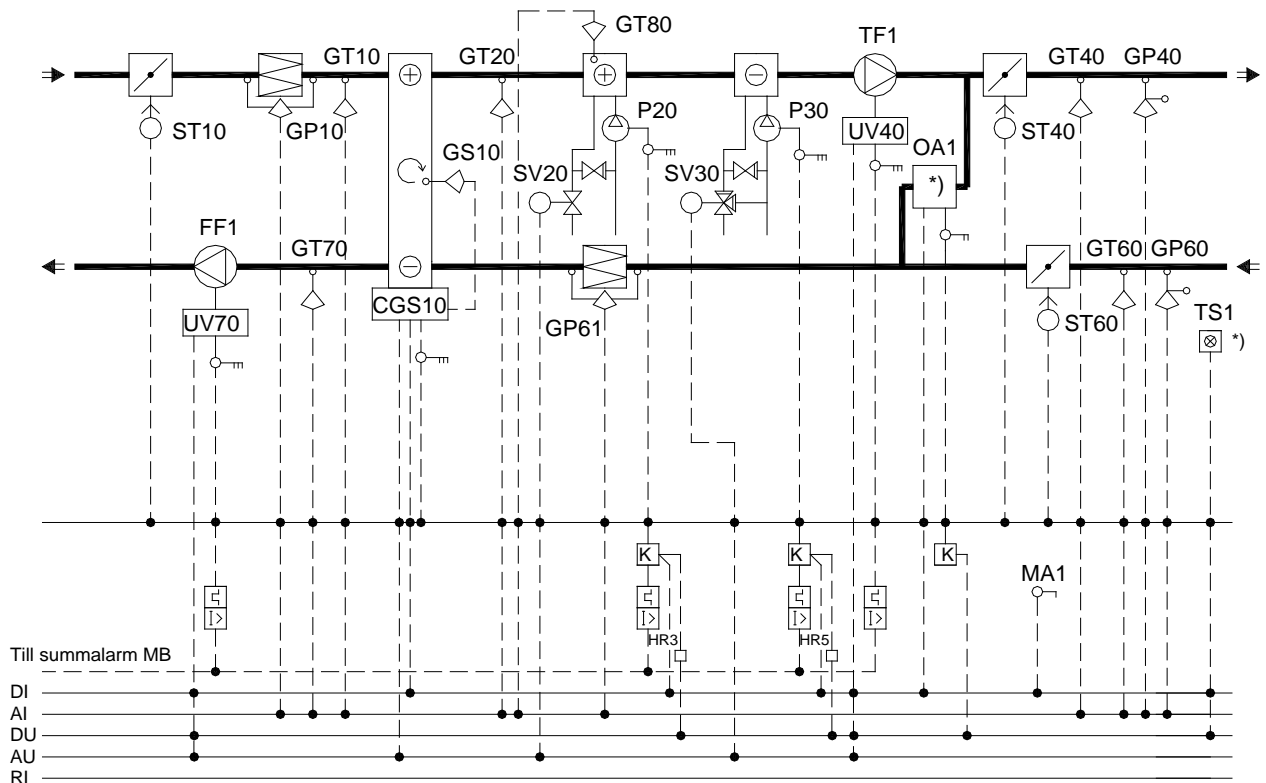 GT80
TF1
GT10
GT20
GT40
GP40
ST10
GP10
P20
P30
UV40
ST40
GS10
OA1
*)
SV20
SV30
FF1
GT70
GT60
GP60
CGS10
UV70
GP61
ST60
TS1
*)
K
K
K
MA1
I>
I>
I>
I>
HR3
HR5
Till summalarm MB
DI
AI
DU
AU
RI